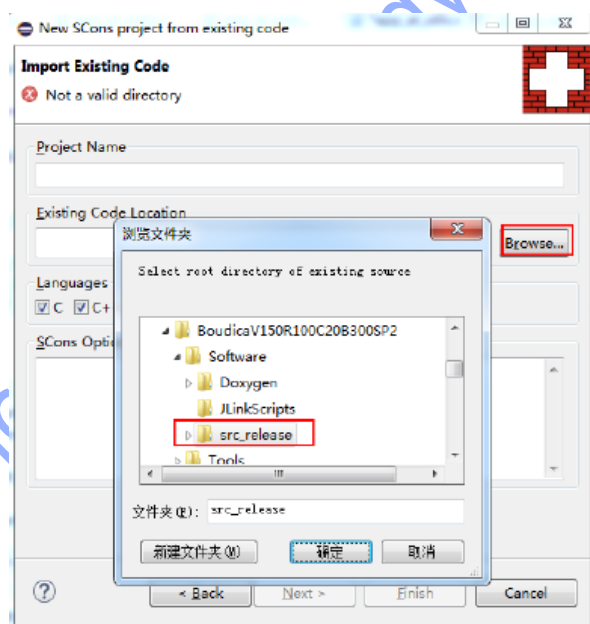 New SCons project from existing code
Import Existing Code
Not a valid directory
Project Name
Existing Code Location
浏览文件夹
Browse...
Select root directory of existing source
Languages
C C+
BoudicaV150R100C20B300SP2
SCons Optio
Software
Doxygen
JLinkScripts
src_release
Tools
文件夹(F): src_release
新建文件夹(M) 确定 取消
< Back Next > Finish Cancel